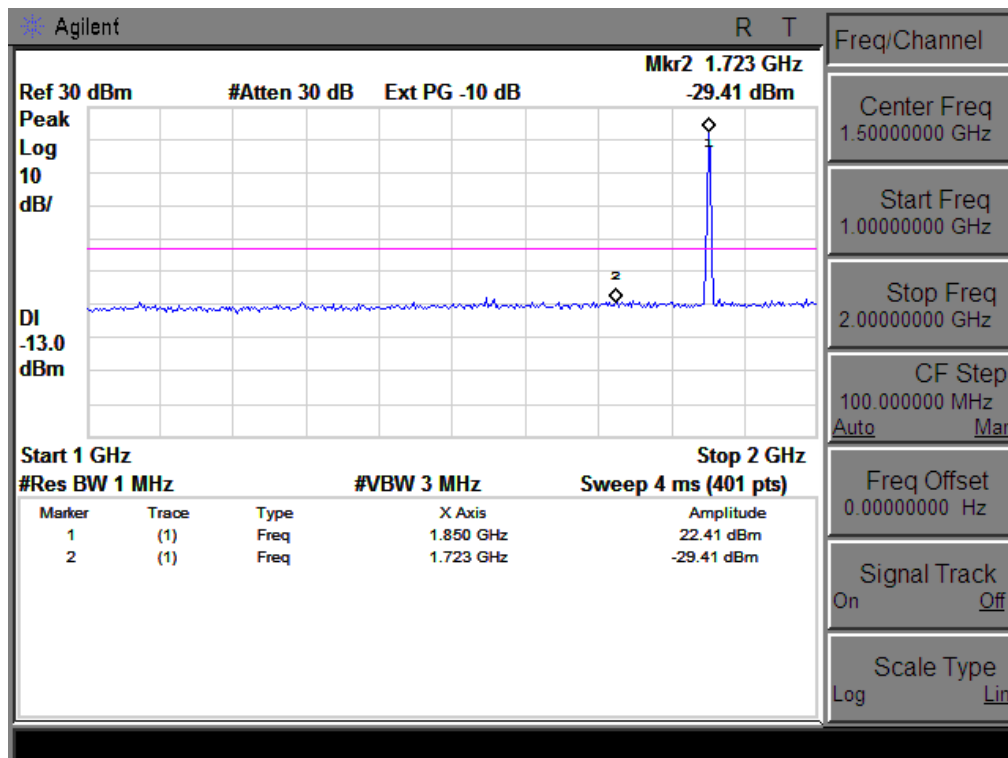 Agilent
R T
Mkr2 1.723 GHz
Ref 30 dBm #Atten 30 dB Ext PG -10 dB -29.41 dBm
Peak
Log
10
dB/
1
2
DI
-13.0
dBm
Start 1 GHz Stop 2 GHz
#Res BW 1 MHz #VBW 3 MHz Sweep 4 ms (401 pts)
Marker Trace Type X Axis Amplitude
1 (1) Freq 1.850 GHz 22.41 dBm
2 (1) Freq 1.723 GHz -29.41 dBm
Freq/Channel
Center Freq
1.50000000 GHz
Start Freq
1.00000000 GHz
Stop Freq
2.00000000 GHz
CF Step
100.000000 MHz
Auto Man
Freq Offset
0.00000000 Hz
Signal Track
On Off
Scale Type
Log Lin